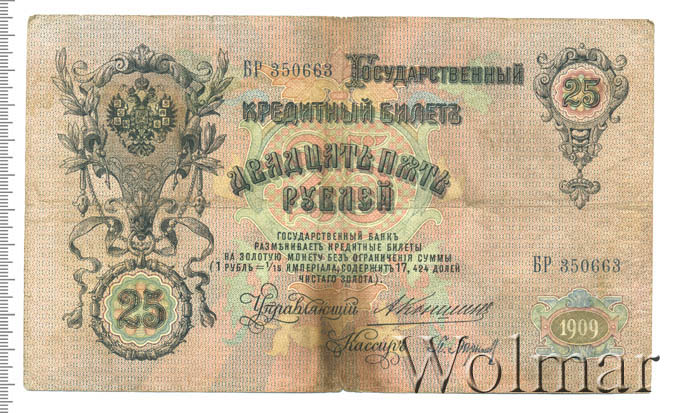 БР 350663 Государственный
25
Кредитный Билетъ
Двадцать пять
рублей
Государственный Банкъ
размѣниваетъ кредитные билеты
на золотую монету безъ ограниченія суммы
(1 рубль = 1/15 имперіала, содержитъ 17,424 долей
чистаго золота).
БР 350663
25
Управляющій
1909
Кассиръ
Wolmar